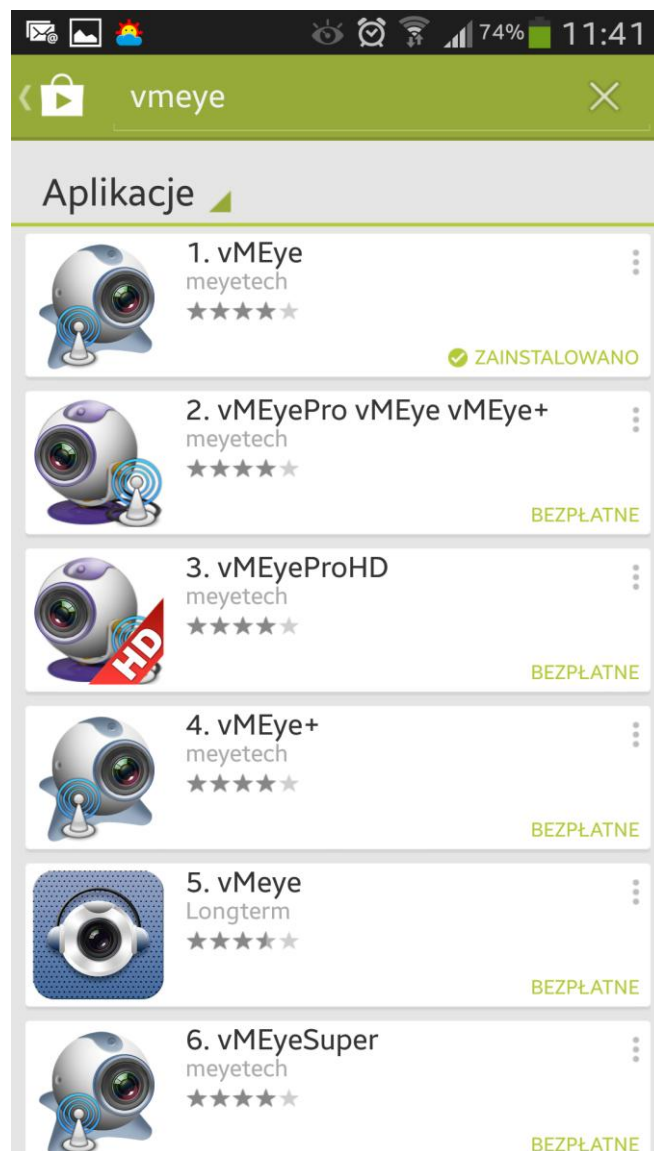 74% 11:41
vmeye
Aplikacje
1. vMEye
meyetech
ZAINSTALOWANO
2. vMEyePro vMEye vMEye+
meyetech
BEZPŁATNE
3. vMEyeProHD
meyetech
HD
BEZPŁATNE
4. vMEye+
meyetech
BEZPŁATNE
5. vMeye
Longterm
BEZPŁATNE
6. vMEyeSuper
meyetech
BEZPŁATNE